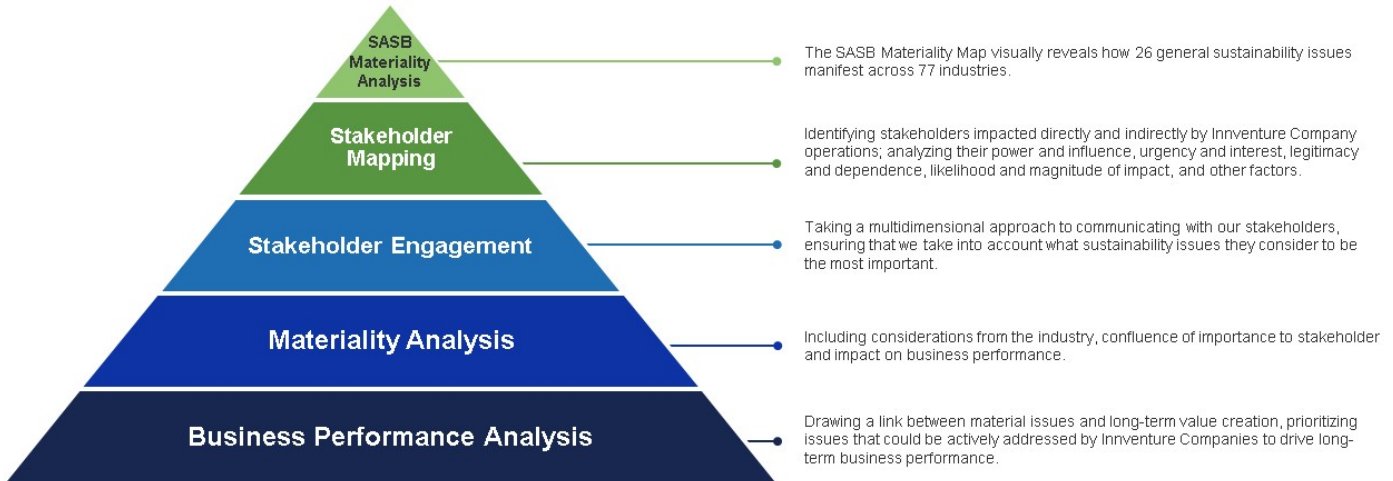 SASB
Materiality
Analysis
The SASB Materiality Map visually reveals how 26 general sustainability issues
manifest across 77 industries.
Stakeholder
Mapping
Identifying stakeholders impacted directly and indirectly by Innventure Company
operations; analyzing their power and influence, urgency and interest, legitimacy
and dependence, likelihood and magnitude of impact, and other factors.
Stakeholder Engagement
Taking a multidimensional approach to communicating with our stakeholders,
ensuring that we take into account what sustainability issues they consider to be
the most important.
Materiality Analysis
Including considerations from the industry, confluence of importance to stakeholder
and impact on business performance.
Business Performance Analysis
Drawing a link between material issues and long-term value creation, prioritizing
issues that could be actively addressed by Innventure Companies to drive long-
term business performance.